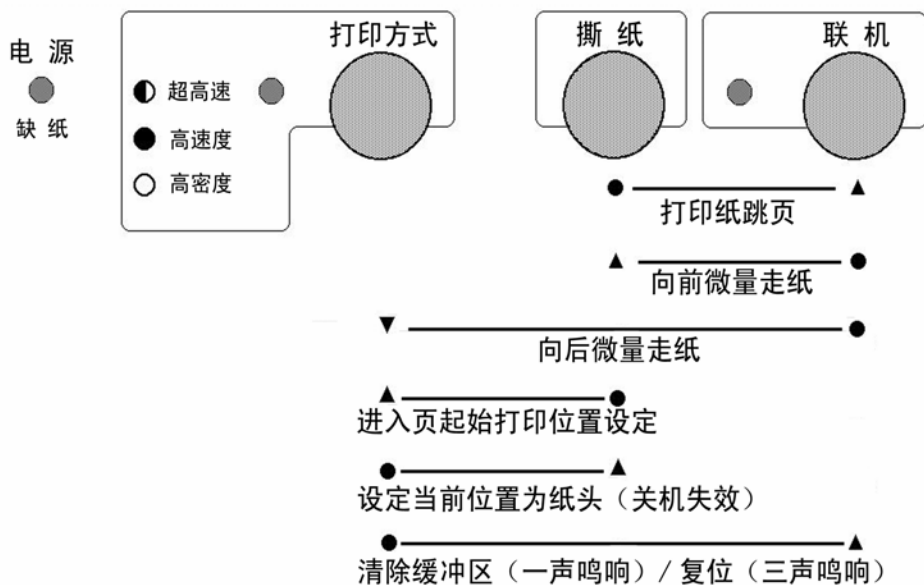 电 源
缺 纸
打印方式
超高速
高速度
高密度
撕 纸
联 机
打印纸跳页
向前微量走纸
向后微量走纸
进入页起始打印位置设定
设定当前位置为纸头（关机失效）
清除缓冲区（一声鸣响）/ 复位（三声鸣响）